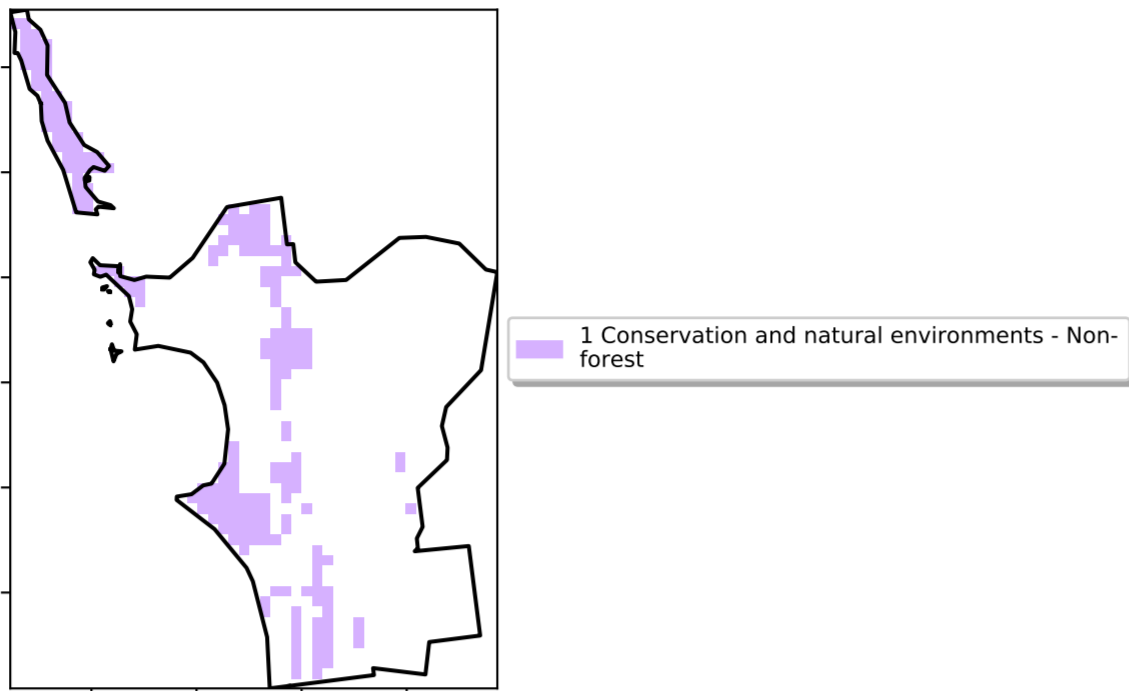 1 Conservation and natural environments - Non-
forest